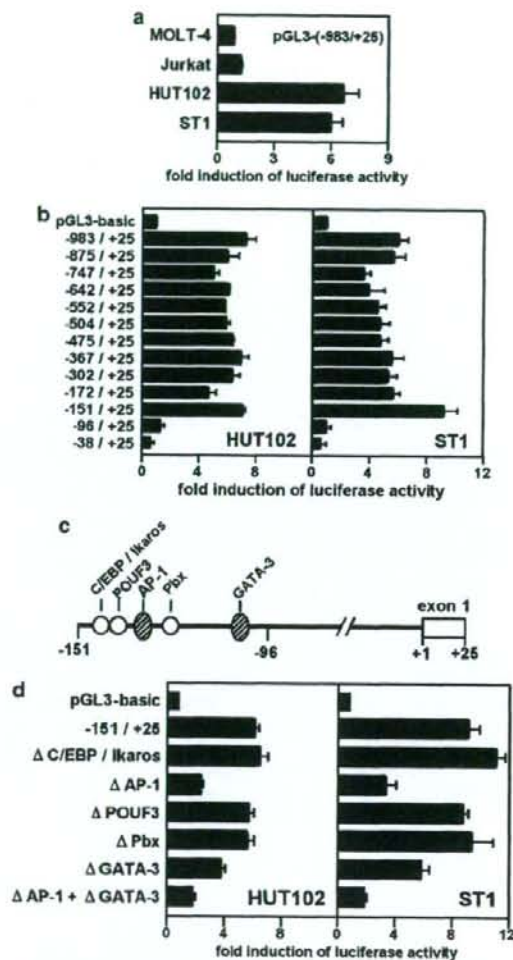 a
MOLT-4
pGL3-(-983/+25)
Jurkat
HUT102
ST1
0 3 6 9
fold induction of luciferase activity
b
pGL3-basic
-983 / +25
-875 / +25
-747 / +25
-642 / +25
-552 / +25
-504 / +25
-475 / +25
-367 / +25
-302 / +25
-172 / +25
-151 / +25
-96 / +25
-38 / +25
HUT102
ST1
0 4 8 0 4 8 12
fold induction of luciferase activity
c
C/EBP / Ikaros
POUF3
AP-1
Pbx
GATA-3
exon 1
-151
-96
+1
+25
d
pGL3-basic
-151 / +25
Δ C/EBP / Ikaros
Δ AP-1
Δ POUF3
Δ Pbx
Δ GATA-3
Δ AP-1 + Δ GATA-3
HUT102
ST1
0 4 8 0 4 8 12
fold induction of luciferase activity